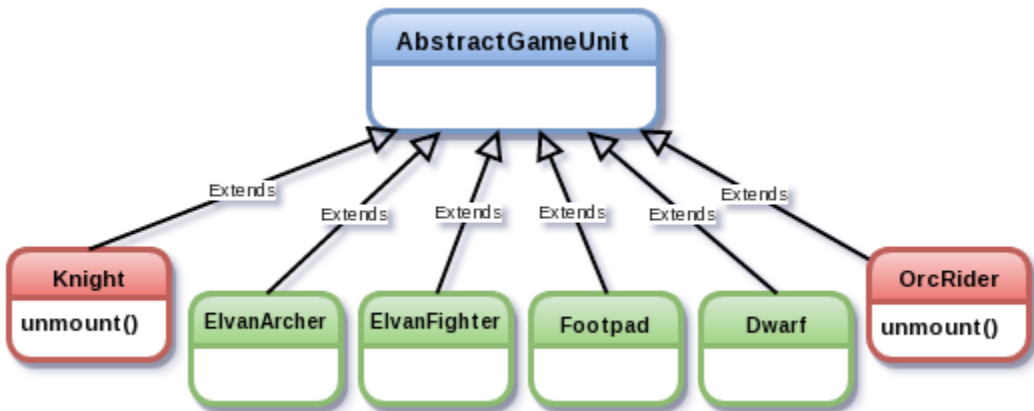 AbstractGameUnit
Extends
Extends
Extends
Extends
Extends
Extends
Knight
unmount()
ElvanArcher
ElvanFighter
Footpad
Dwarf
OrcRider
unmount()